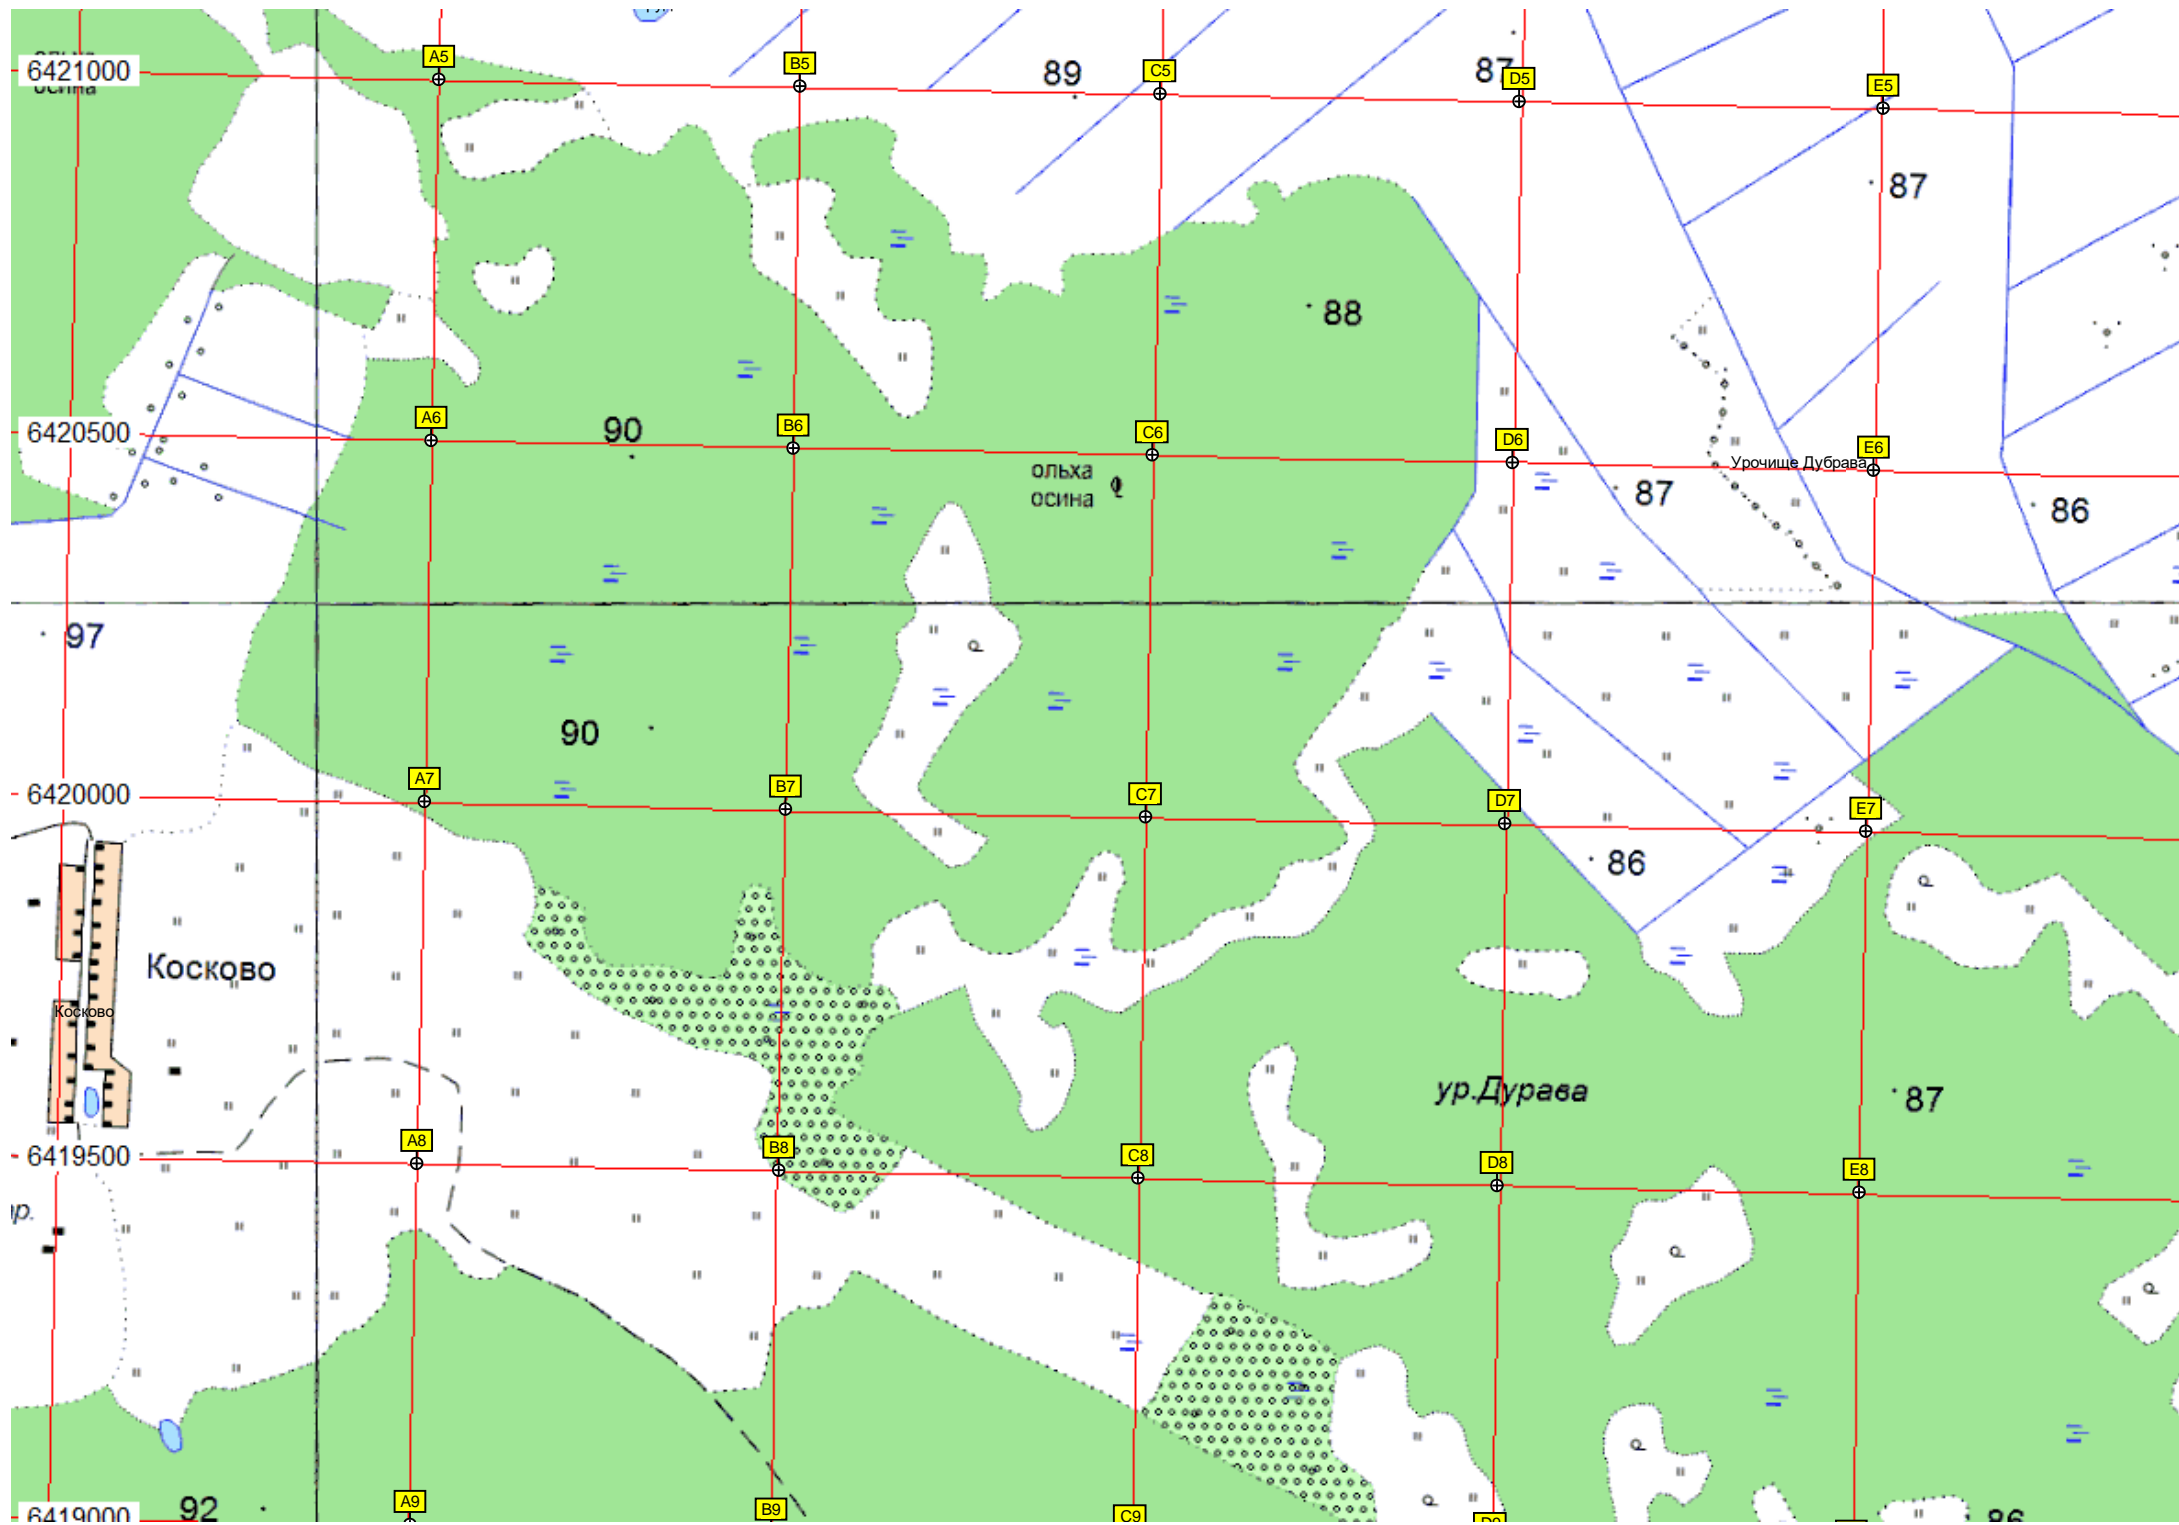 A5
B5
C5
D5
E5
6421000
осина
89
87
87
88
A6
B6
C6
D6
E6
6420500
90
ольха
осина
Урочище Дубрава
87
86
97
90
A7
B7
C7
D7
E7
6420000
86
Косково
Косково
ур.Дурава
87
A8
B8
C8
D8
E8
6419500
A9
B9
C9
D9
6419000
92
86